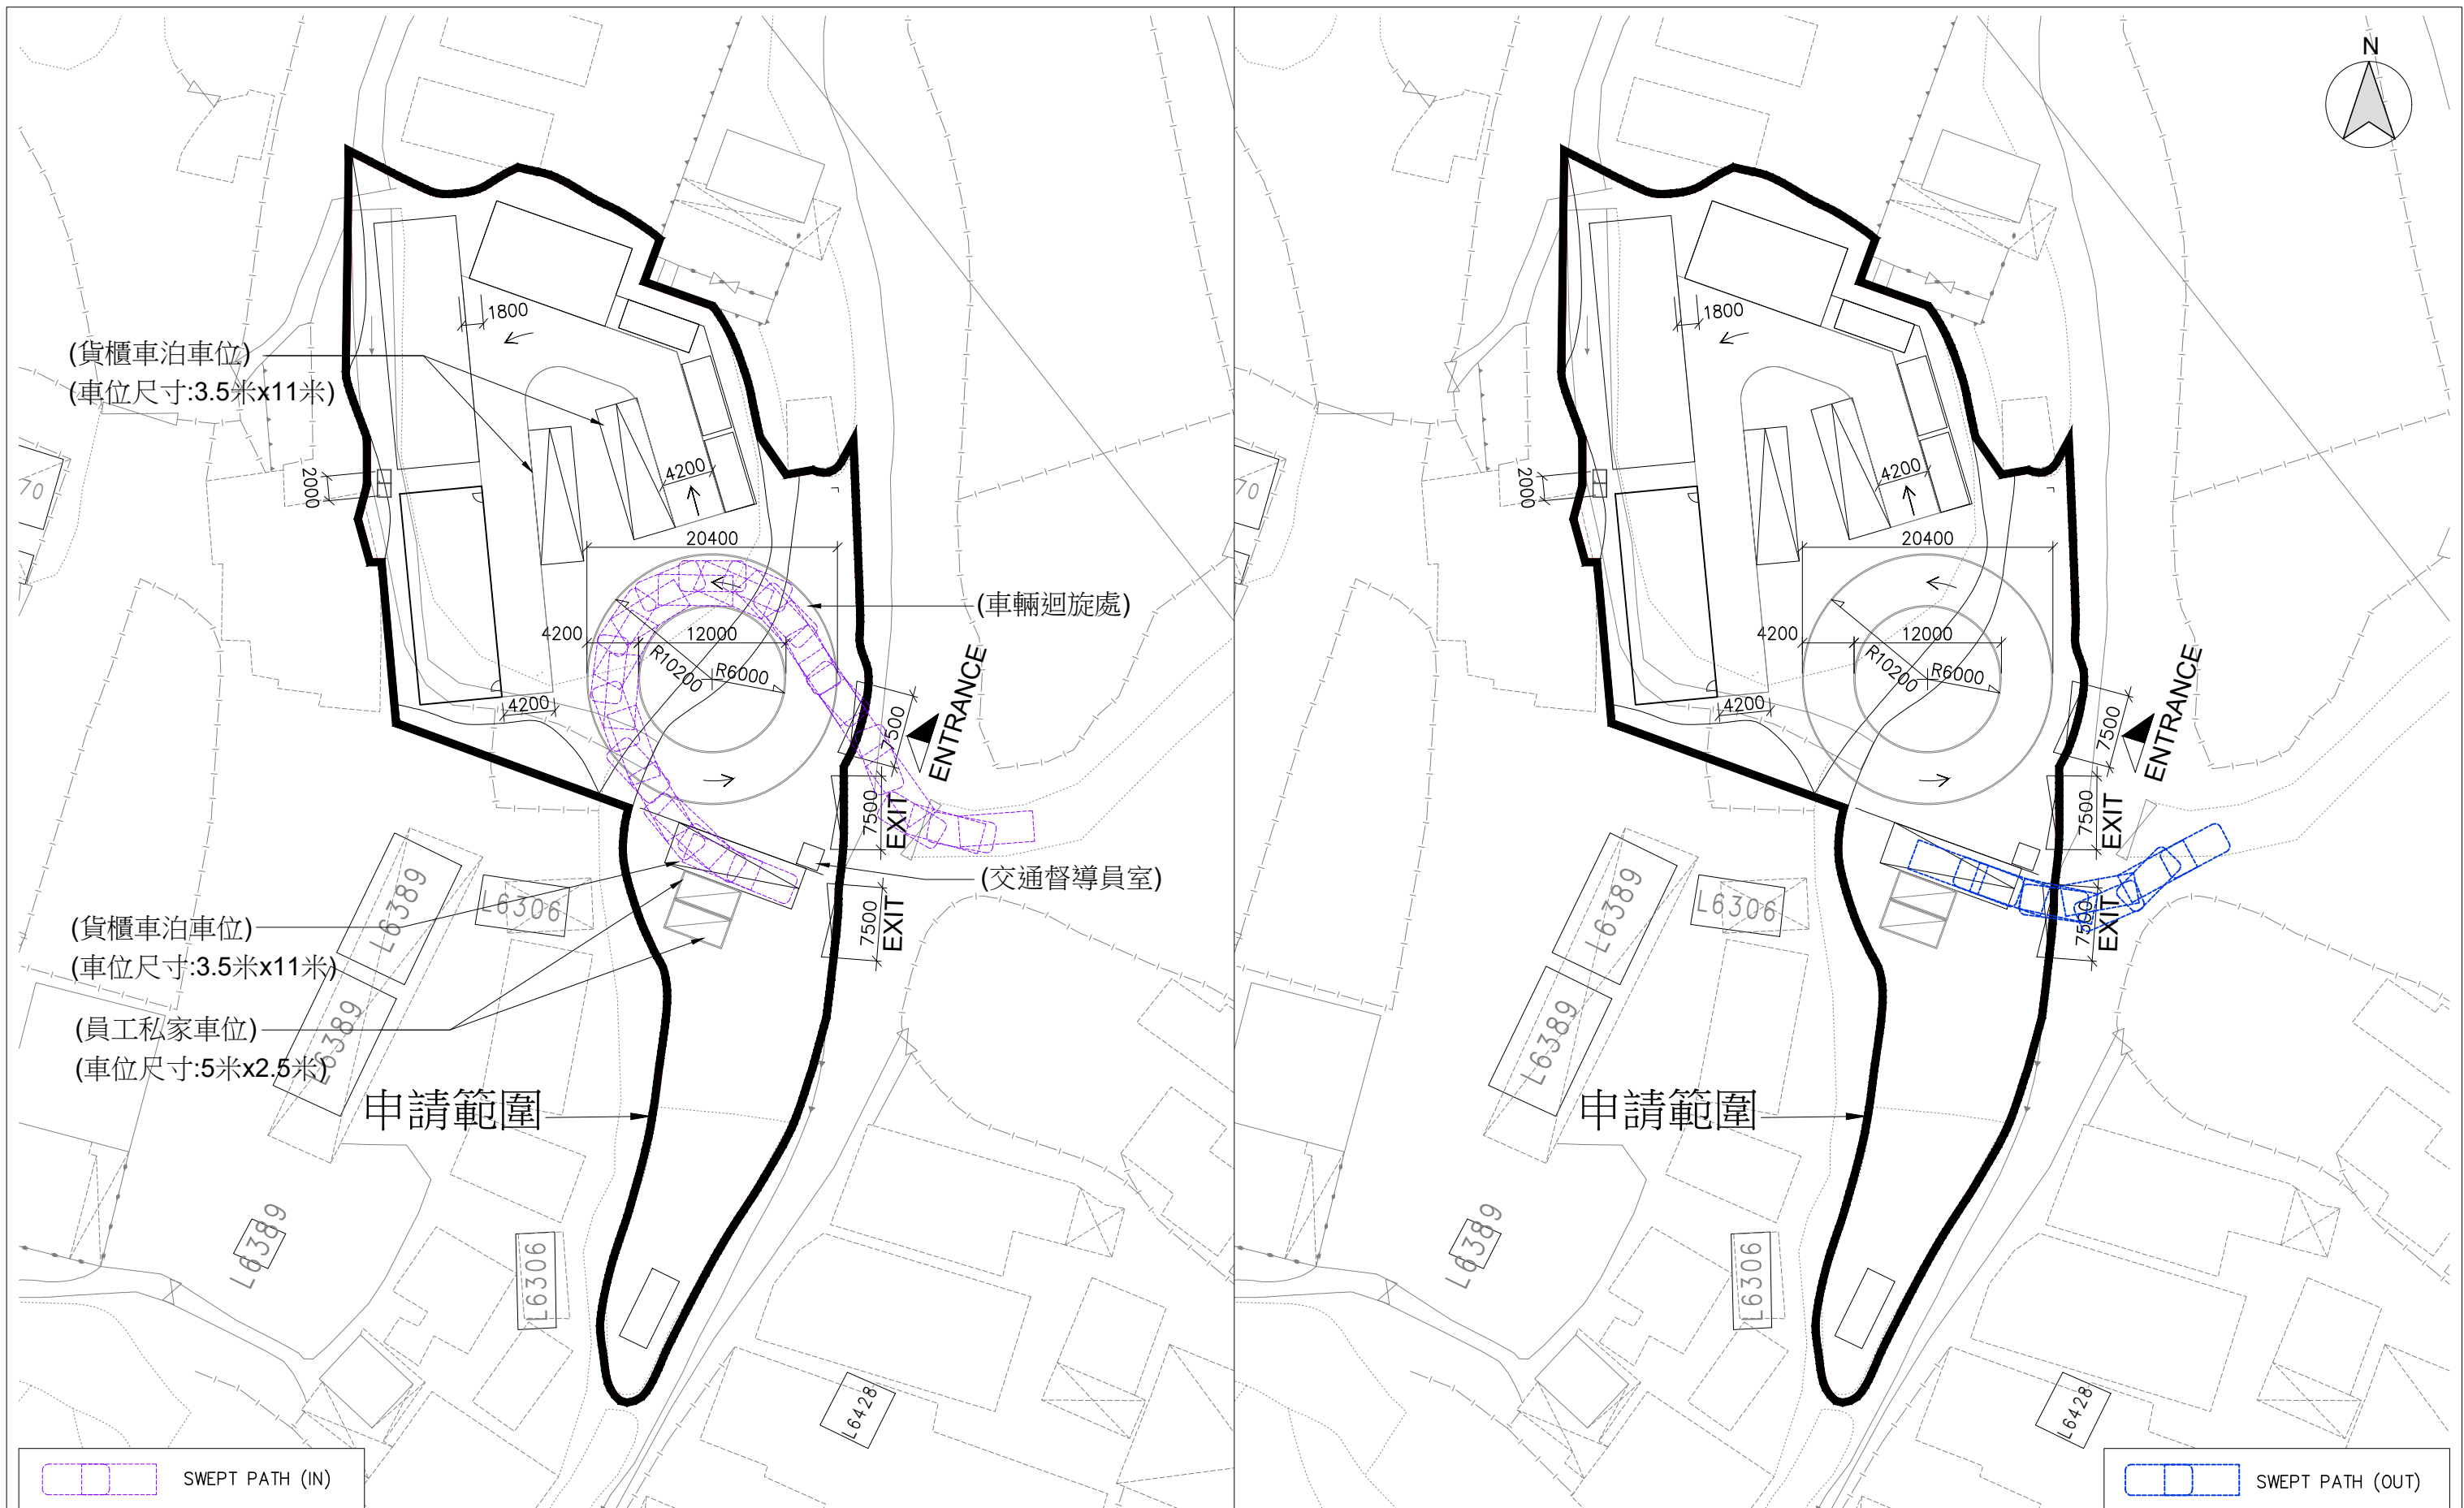 1800
(貨櫃車泊車位)
(車位尺寸:3.5米x11米)
2000
70
4200
20400
(車輛迴旋處)
4200
12000
R10200
R6000
4200
7500
ENTRANCE
7500
EXIT
(交通督導員室)
L6389
L6306
7500
EXIT
(貨櫃車泊車位)
(車位尺寸:3.5米x11米)
L6389
(員工私家車位)
(車位尺寸:5米x2.5米)
申請範圍
L6389
L6306
L6428
SWEPT PATH (IN)
N
1800
2000
70
4200
20400
4200
12000
R10200
R6000
4200
7500
ENTRANCE
7500
EXIT
L6389
L6306
7500
EXIT
L6389
申請範圍
L6389
L6306
L6428
SWEPT PATH (OUT)